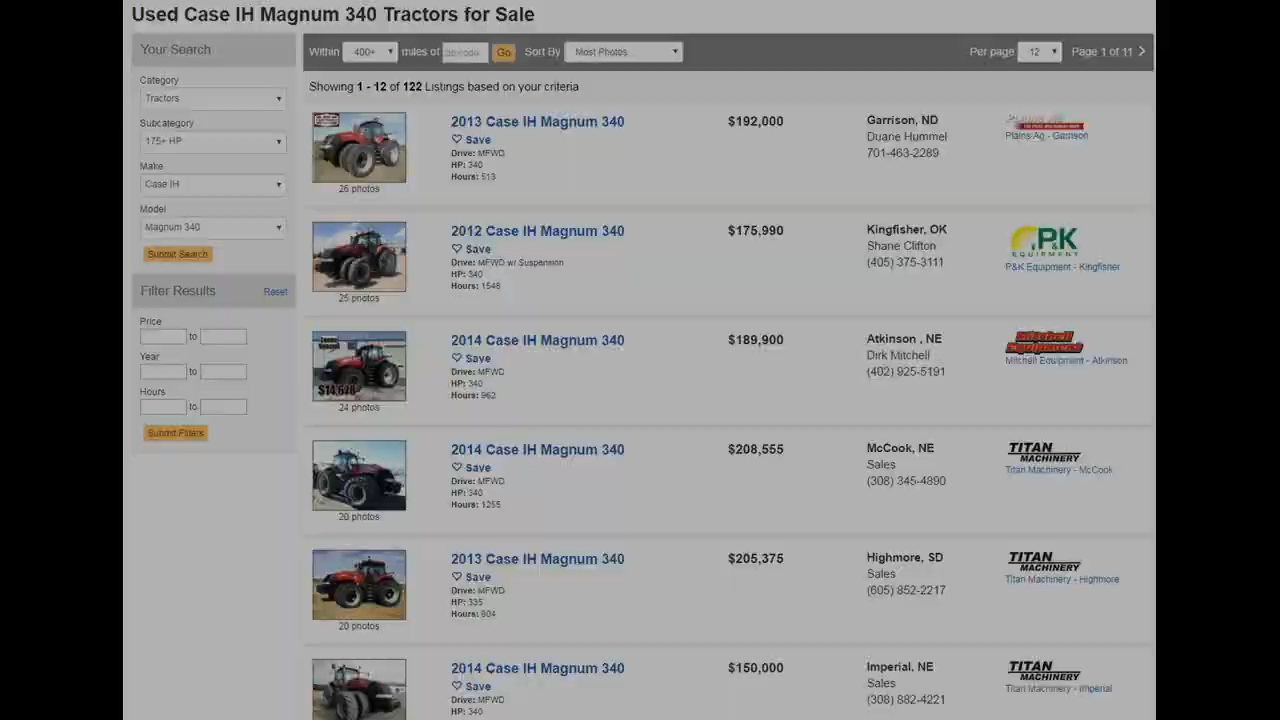 Used Case IH Magnum 340 Tractors for Sale
Your Search
Category
Tractors
Subcategory
175+ HP
Make
Case IH
Model
Magnum 340
Submit Search
Filter Results Reset
Price
to
Year
to
Hours
to
Submit Filters
Within 400+ miles of Go Sort By Most Photos Per page 12 Page 1 of 11
Showing 1 - 12 of 122 Listings based on your criteria
2013 Case IH Magnum 340
Save
Drive: MFWD
HP: 340
Hours: 513
26 photos
$192,000
Garrison, ND
Duane Hummel
701-463-2289
Plains Ag - Garrison
2012 Case IH Magnum 340
Save
Drive: MFWD w/ Suspension
HP: 340
Hours: 1548
25 photos
$175,990
Kingfisher, OK
Shane Clifton
(405) 375-3111
P&K
EQUIPMENT
P&K Equipment - Kingfisher
2014 Case IH Magnum 340
Save
Drive: MFWD
HP: 340
Hours: 962
$14,628
24 photos
$189,900
Atkinson , NE
Dirk Mitchell
(402) 925-5191
Mitchell
Equipment
Mitchell Equipment - Atkinson
2014 Case IH Magnum 340
Save
Drive: MFWD
HP: 340
Hours: 1255
20 photos
$208,555
McCook, NE
Sales
(308) 345-4890
TITAN
MACHINERY
Titan Machinery - McCook
2013 Case IH Magnum 340
Save
Drive: MFWD
HP: 335
Hours: 804
20 photos
$205,375
Highmore, SD
Sales
(605) 852-2217
TITAN
MACHINERY
Titan Machinery - Highmore
2014 Case IH Magnum 340
Save
Drive: MFWD
HP: 340
$150,000
Imperial, NE
Sales
(308) 882-4221
TITAN
MACHINERY
Titan Machinery - Imperial